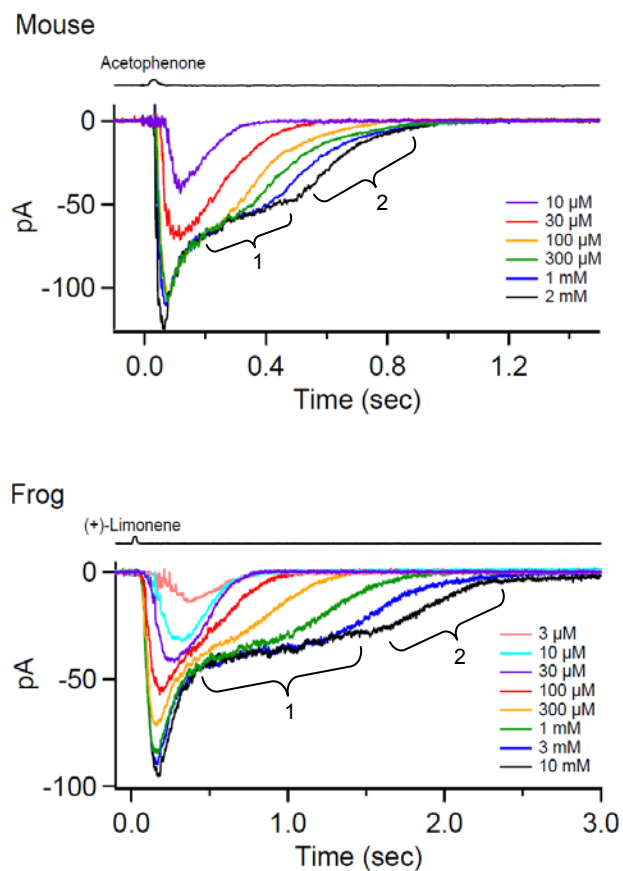 Mouse
Acetophenone
0
-50
-100
pA
1
2
10 µM
30 µM
100 µM
300 µM
1 mM
2 mM
0.0 0.4 0.8 1.2
Time (sec)
Frog
(+)-Limonene
0
-50
-100
pA
1
2
3 µM
10 µM
30 µM
100 µM
300 µM
1 mM
3 mM
10 mM
0.0 1.0 2.0 3.0
Time (sec)